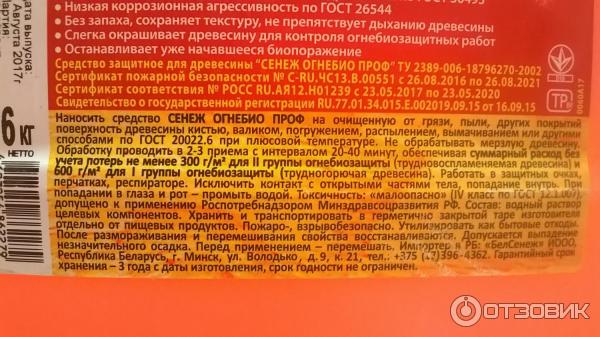 • Низкая коррозионная агрессивность по ГОСТ 26544
• Без запаха, сохраняет текстуру, не препятствует дыханию древесины
• Слегка окрашивает древесину для контроля огнебиозащитных работ
• Останавливает уже начавшееся биопоражение
Средство защитное для древесины "СЕНЕЖ ОГНЕБИО ПРОФ" ТУ 2389-006-18796270-2002
Сертификат пожарной безопасности № C-RU.ЧС13.В.00551 с 26.08.2016 по 26.08.2021
Сертификат соответствия № РОСС RU.АЯ12.Н01239 с 23.05.2017 по 23.05.2020
Свидетельство о государственной регистрации RU.77.01.34.015.Е.002019.09.15 от 16.09.15
дата выпуска:
Августа 2017г
Партия:
6 кг
НЕТТО
ТР
Наносить средство СЕНЕЖ ОГНЕБИО ПРОФ на очищенную от грязи, пыли, других покрытий
поверхность древесины кистью, валиком, погружением, распылением, вымачиванием или другими
способами по ГОСТ 20022.6 при плюсовой температуре. Не обрабатывать мерзлую древесину.
Обработку проводить в 2-3 приема с интервалом 20-40 минут, обеспечивая суммарный расход без
учета потерь не менее 300 г/м² для II группы огнебиозащиты (трудновоспламеняемая древесина) и
600 г/м² для I группы огнебиозащиты (трудногорючая древесина). Работать в защитных очках,
перчатках, респираторе. Исключить контакт с открытыми частями тела, попадание внутрь. При
попадании в глаза и рот – промыть водой. Токсичность: «малоопасно» (IV класс по ГОСТ 12.1.007),
допущено к применению Роспотребнадзором Минздравсоразвития РФ. Состав: водный раствор
целевых компонентов. Хранить и транспортировать в герметично закрытой таре изготовителя
отдельно от пищевых продуктов. Пожаро-, взрывобезопасно. Утилизировать как бытовые отходы.
После размораживания и перемешивания свойства восстанавливаются. Допускается выпадение
незначительного осадка. Перед применением – перемешать. Импортер в РБ: «БелСенеж» ИООО,
Республика Беларусь, г. Минск, ул. Володько, д. 9, к. 21, тел.: +375 396-4362. Гарантийный срок
хранения - 3 года с даты изготовления, срок годности не ограничен.
ОТЗОВИК